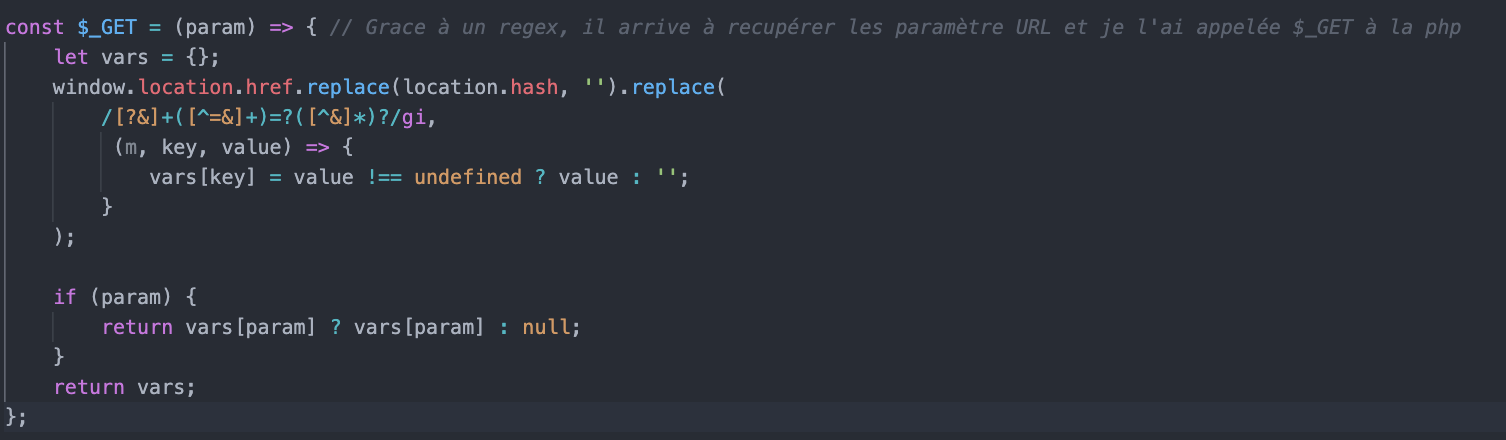 const $_GET = (param) => { // Grace à un regex, il arrive à recupérer les paramètre URL et je l'ai appelée $_GET à la php
    let vars = {};
    window.location.href.replace(location.hash, '').replace(
        /[?&]+([^=&]+)=?([^&]*)?/gi,
         (m, key, value) => {
            vars[key] = value !== undefined ? value : '';
        }
    );

    if (param) {
        return vars[param] ? vars[param] : null;
    }
    return vars;
};